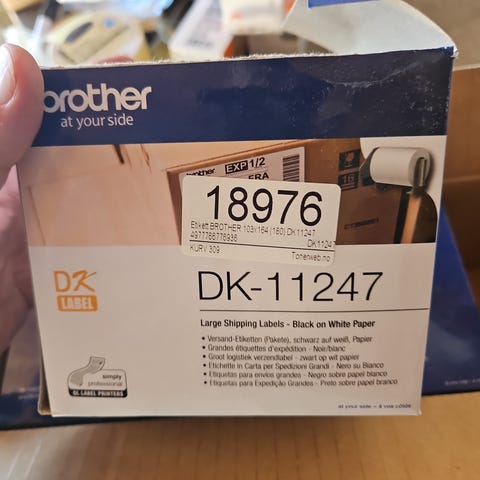 brother
at your side
brother
EXP 1/2
ERA
16
18976
Etikett BROTHER 103x164 (180) DK11247
4977766776936
DK11247
KURV 309
Tonerweb.no
DK
LABEL
DK-11247
Large Shipping Labels - Black on White Paper
• Versand-Etiketten (Pakete), schwarz auf weiß, Papier
• Grandes étiquettes d'expédition - Noir/blanc
• Groot logistiek verzendlabel - zwart op wit papier
• Etichette in Carta per Spedizioni Grandi - Nero su Bianco
• Etiquetas para envíos grandes - Negro sobre papel blanco
• Etiquetas para Expedição Grandes - Preto sobre papel branco
simply
professional
QL LABEL PRINTERS